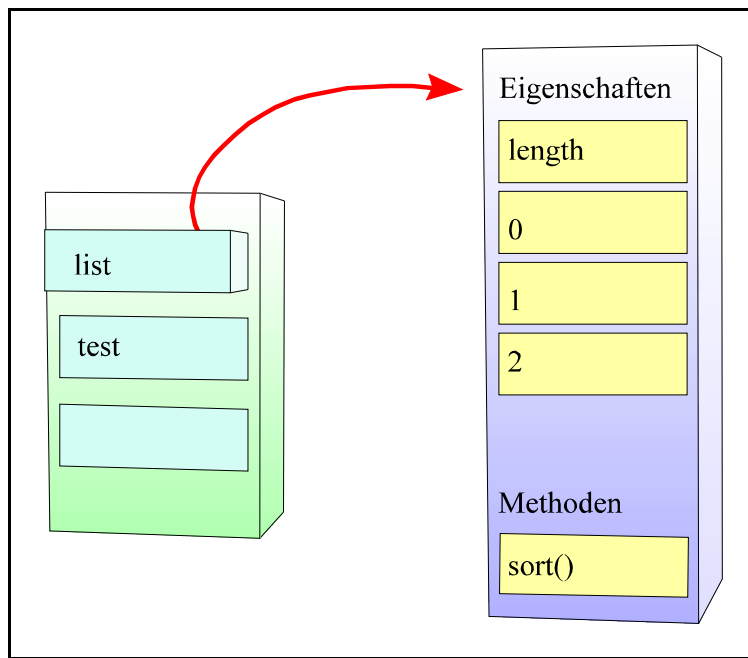 list
test
Eigenschaften
length
0
1
2
Methoden
sort()